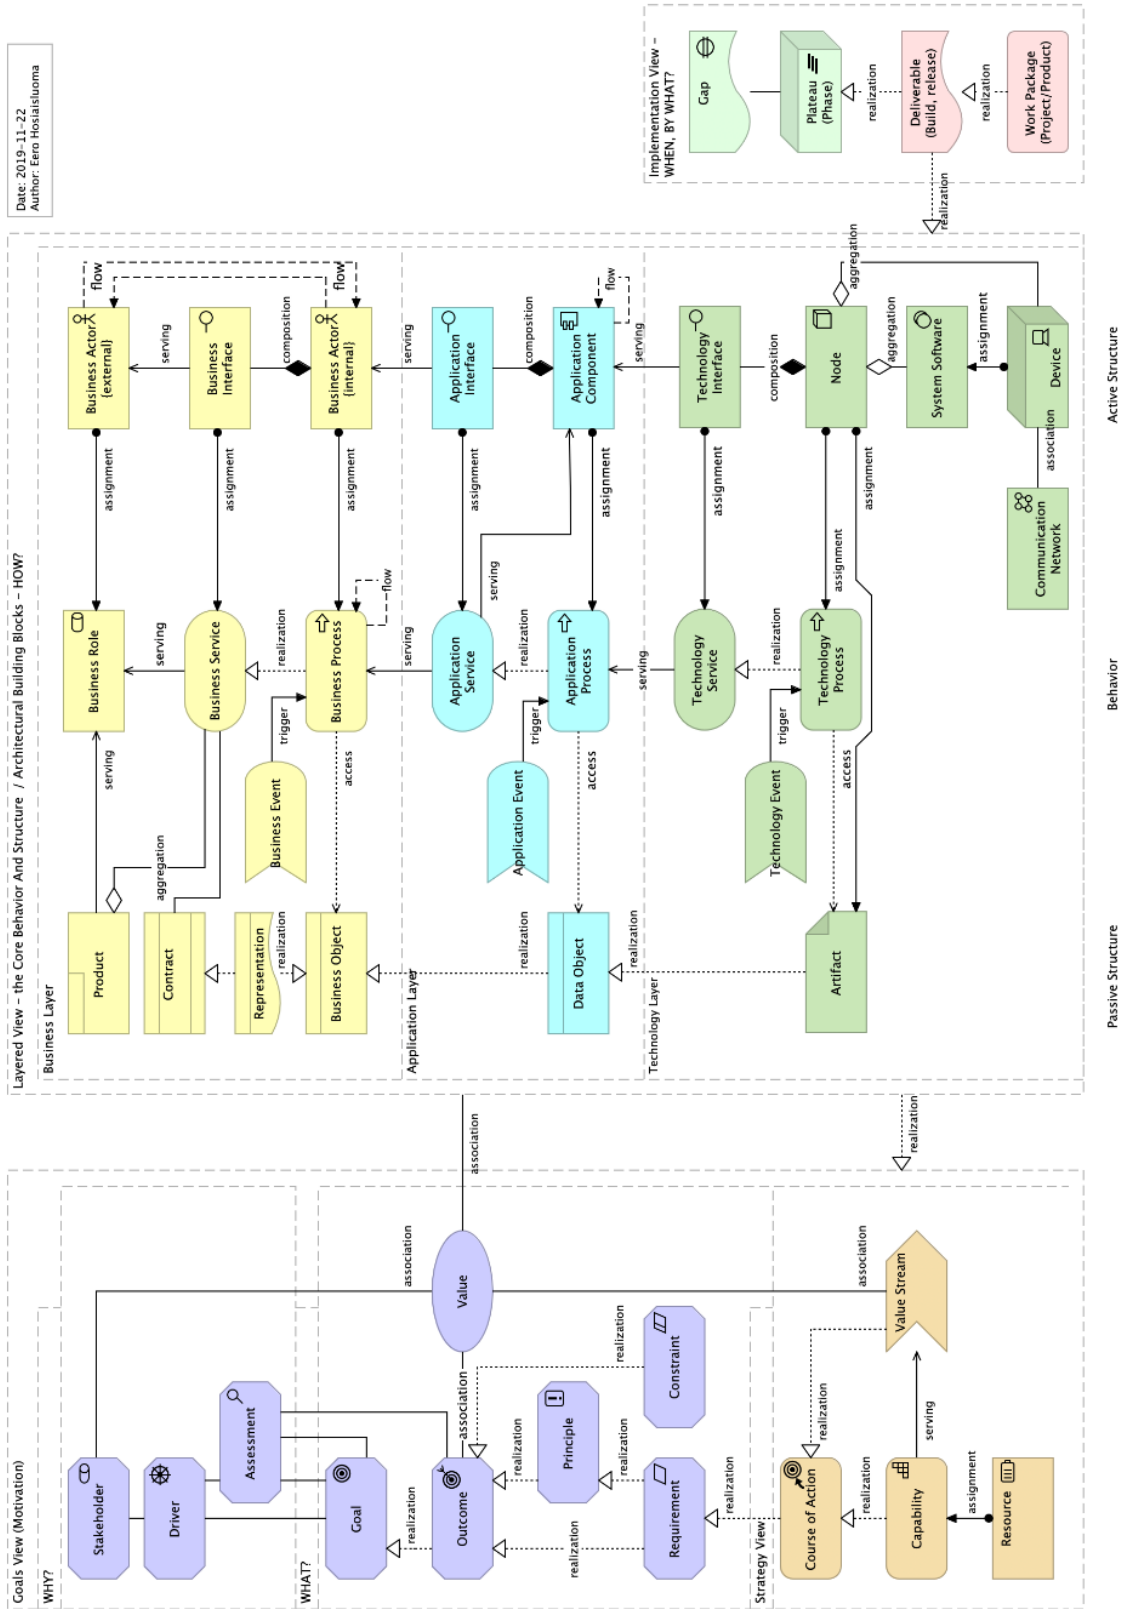 Date: 2019-11-22
Author: Eero Hosiaisluoma
Goals View (Motivation)
WHY?
Stakeholder
Driver
Assessment
association
WHAT?
Goal
realization
Outcome
association
Value
association
realization
realization
Principle
realization
realization
Requirement
Constraint
realization
Strategy View
realization
Course of Action
realization
realization
Capability
serving
Value Stream
association
assignment
Resource
realization
Layered View - the Core Behavior And Structure / Architectural Building Blocks - HOW?
Business Layer
Product
serving
Business Role
assignment
Business Actor
{external}
flow
flow
aggregation
serving
serving
Contract
Business Service
assignment
Business
Interface
Representation
realization
realization
composition
Business Event
trigger
Business Object
access
Business Process
flow
assignment
Business Actor
{internal}
Application Layer
realization
serving
serving
Application
Service
assignment
Application
Interface
serving
realization
composition
Application Event
trigger
Data Object
access
Application
Process
assignment
Application
Component
flow
Technology Layer
realization
serving
serving
Technology
Service
assignment
Technology
Interface
realization
composition
Technology Event
trigger
Artifact
access
Technology
Process
assignment
assignment
Node
aggregation
aggregation
System Software
assignment
Communication
Network
association
Device
Passive Structure
Behavior
Active Structure
Implementation View -
WHEN, BY WHAT?
Gap
Plateau
(Phase)
realization
Deliverable
(Build, release)
realization
realization
Work Package
(Project/Product)